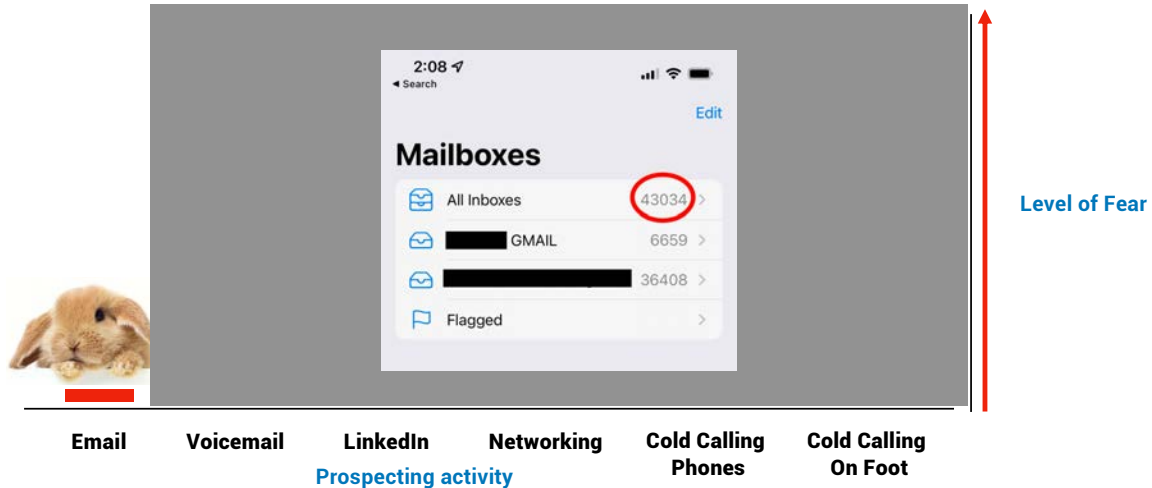 2:08
Search
Edit
Mailboxes
All Inboxes 43034
GMAIL 6659
36408
Flagged
Level of Fear
Email Voicemail LinkedIn Networking Cold Calling Phones Cold Calling On Foot
Prospecting activity